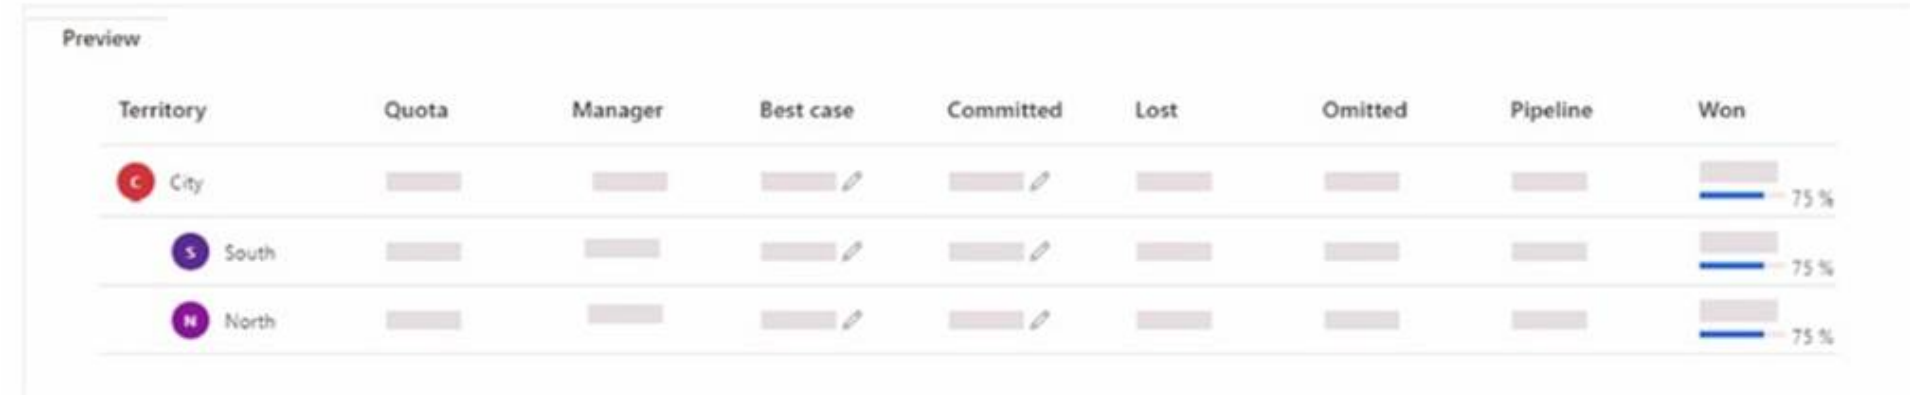 Preview
Territory Quota Manager Best case Committed Lost Omitted Pipeline Won
C City 75 %
S South 75 %
N North 75 %